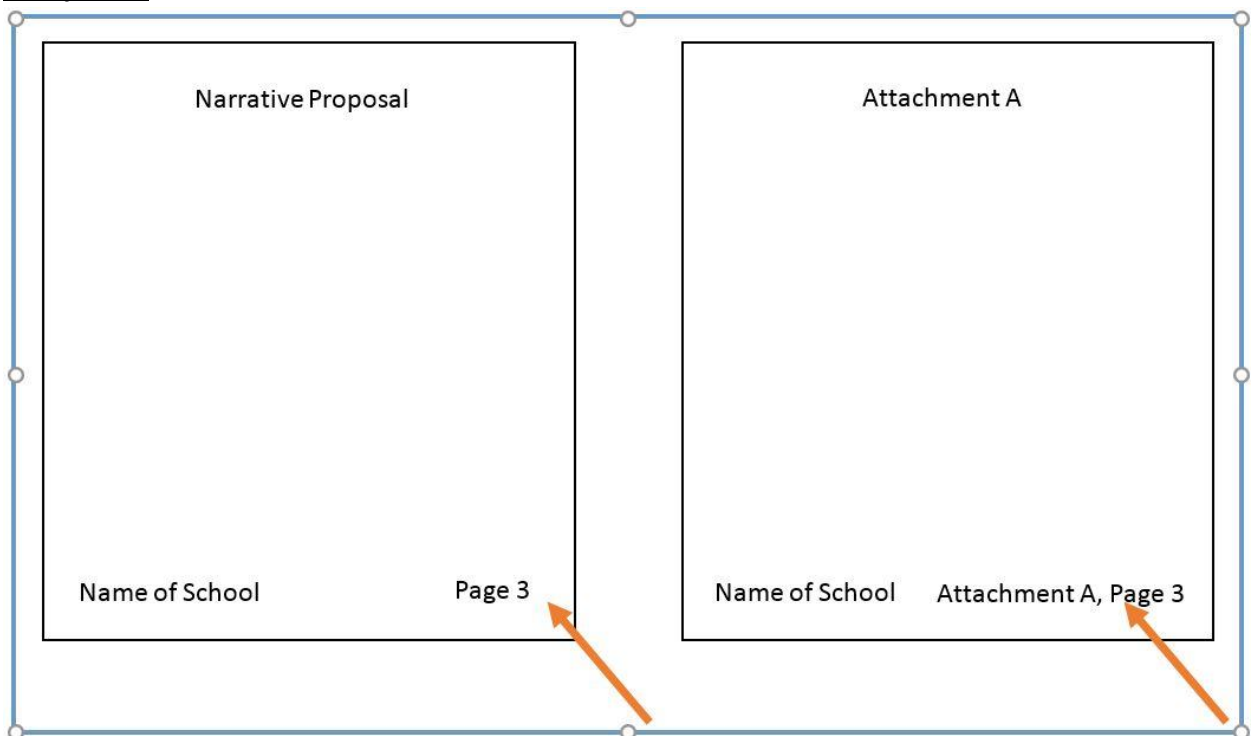 Narrative Proposal
Name of School Page 3
Attachment A
Name of School Attachment A, Page 3